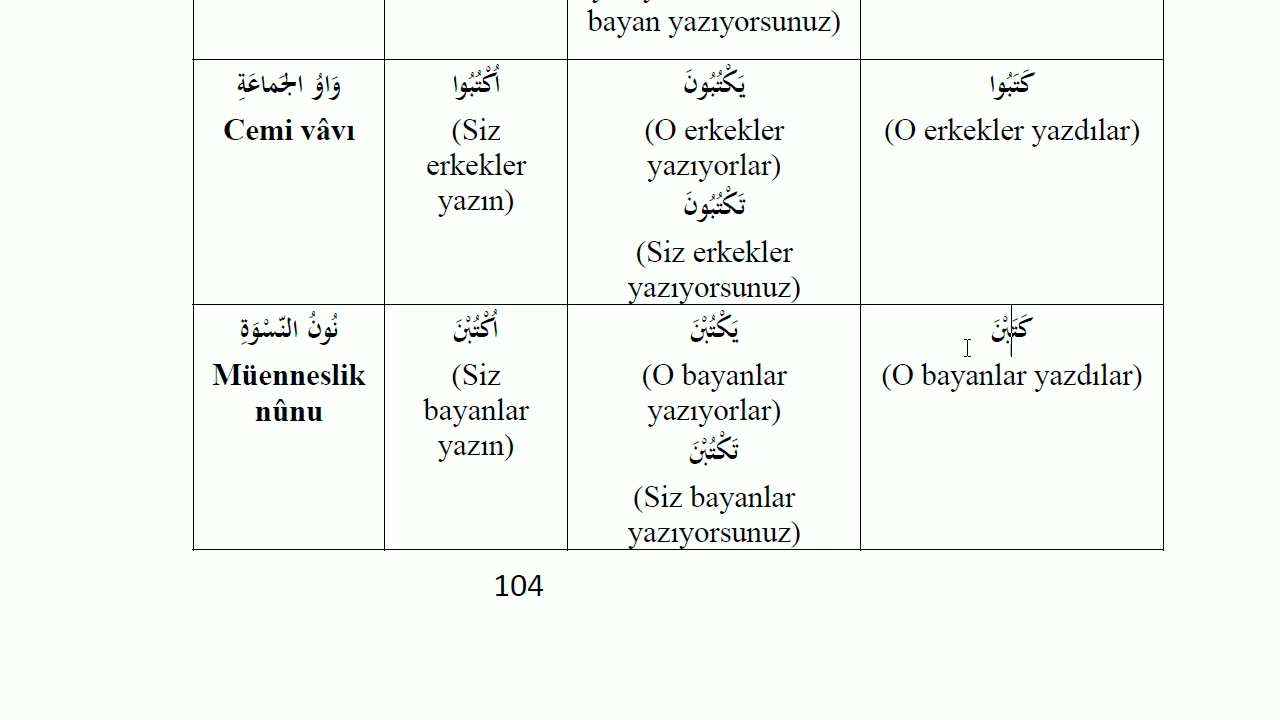 bayan yazıyorsunuz)
وَاوُ الْجَماعَةِ
Cemi vâvı
اُكْتُبُوا
(Siz
erkekler
yazın)
يَكْتُبُونَ
(O erkekler
yazıyorlar)
تَكْتُبُونَ
(Siz erkekler
yazıyorsunuz)
كَتَبُوا
(O erkekler yazdılar)
نُونُ النّسْوَةِ
Müenneslik
nûnu
اُكْتُبْنَ
(Siz
bayanlar
yazın)
يَكْتُبْنَ
(O bayanlar
yazıyorlar)
تَكْتُبْنَ
(Siz bayanlar
yazıyorsunuz)
كَتَبْنَ
(O bayanlar yazdılar)
104